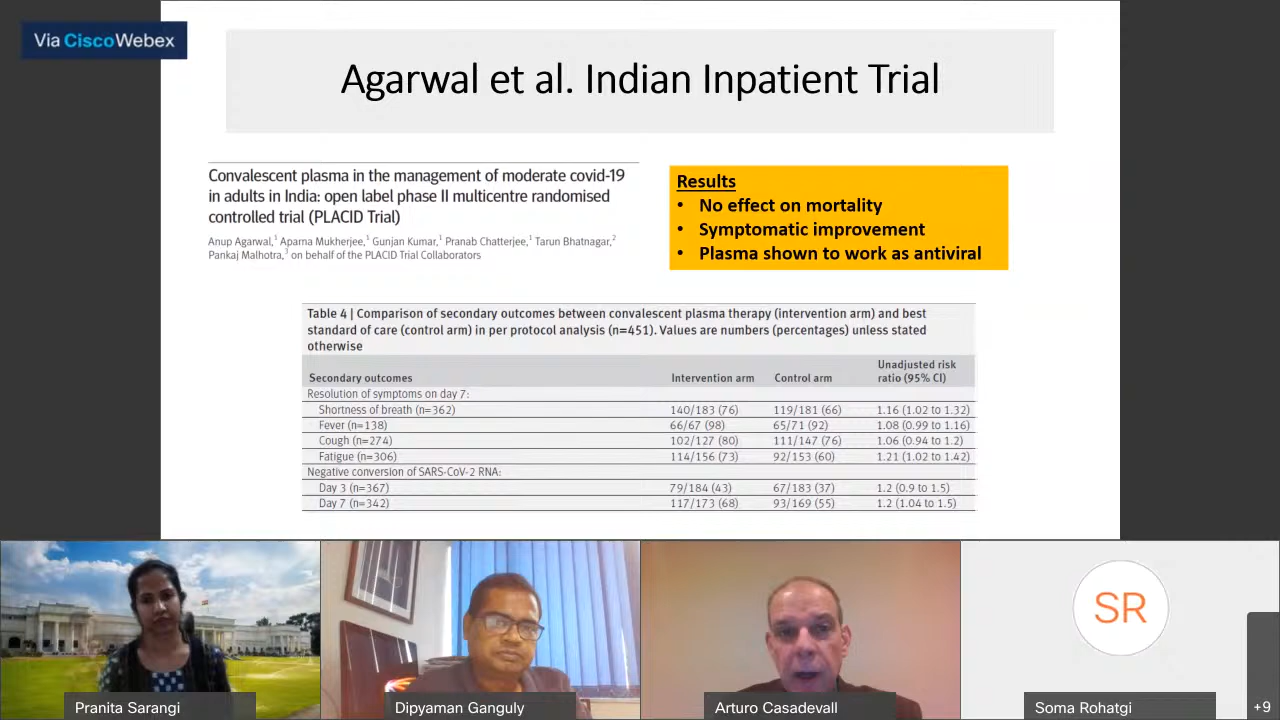 Via Cisco Webex
Agarwal et al. Indian Inpatient Trial
Convalescent plasma in the management of moderate covid-19
in adults in India: open label phase II multicentre randomised
controlled trial (PLACID Trial)
Anup Agarwal,1 Aparna Mukherjee,1 Gunjan Kumar,1 Pranab Chatterjee,1 Tarun Bhatnagar,2
Pankaj Malhotra,3 on behalf of the PLACID Trial Collaborators
Results
• No effect on mortality
• Symptomatic improvement
• Plasma shown to work as antiviral
Table 4 | Comparison of secondary outcomes between convalescent plasma therapy (intervention arm) and best
standard of care (control arm) in per protocol analysis (n=451). Values are numbers (percentages) unless stated
otherwise
Unadjusted risk
Secondary outcomes Intervention arm Control arm ratio (95% CI)
Resolution of symptoms on day 7:
Shortness of breath (n=362) 140/183 (76) 119/181 (66) 1.16 (1.02 to 1.32)
Fever (n=138) 66/67 (98) 65/71 (92) 1.08 (0.99 to 1.16)
Cough (n=274) 102/127 (80) 111/147 (76) 1.06 (0.94 to 1.2)
Fatigue (n=306) 114/156 (73) 92/153 (60) 1.21 (1.02 to 1.42)
Negative conversion of SARS-CoV-2 RNA:
Day 3 (n=367) 79/184 (43) 67/183 (37) 1.2 (0.9 to 1.5)
Day 7 (n=342) 117/173 (68) 93/169 (55) 1.2 (1.04 to 1.5)
SR
Pranita Sarangi
Dipyaman Ganguly
Arturo Casadevall
Soma Rohatgi
+9